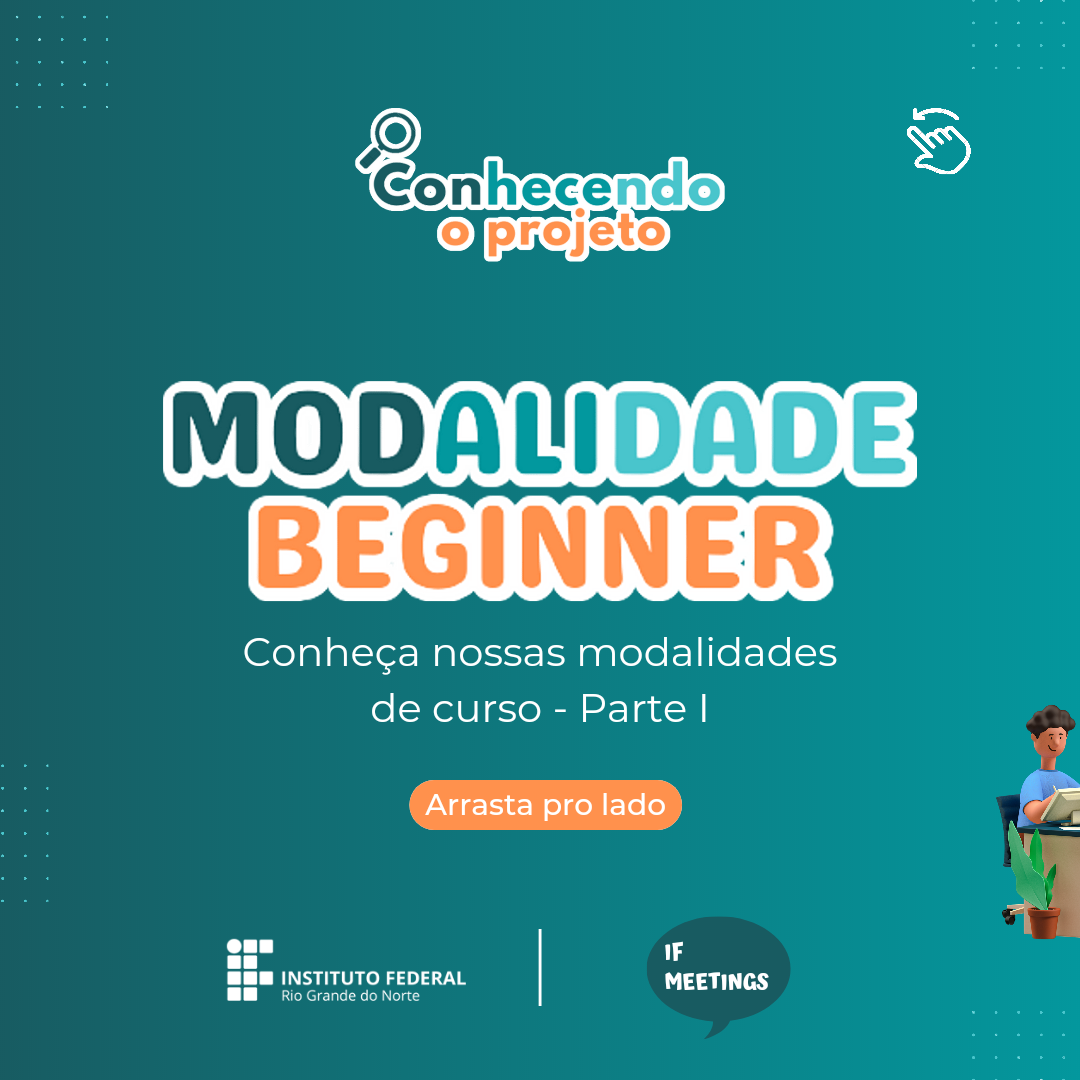 Conhecendo
o projeto
MODALIDADE
BEGINNER
Conheça nossas modalidades
de curso - Parte I
Arrasta pro lado
INSTITUTO FEDERAL
Rio Grande do Norte
IF
MEETINGS